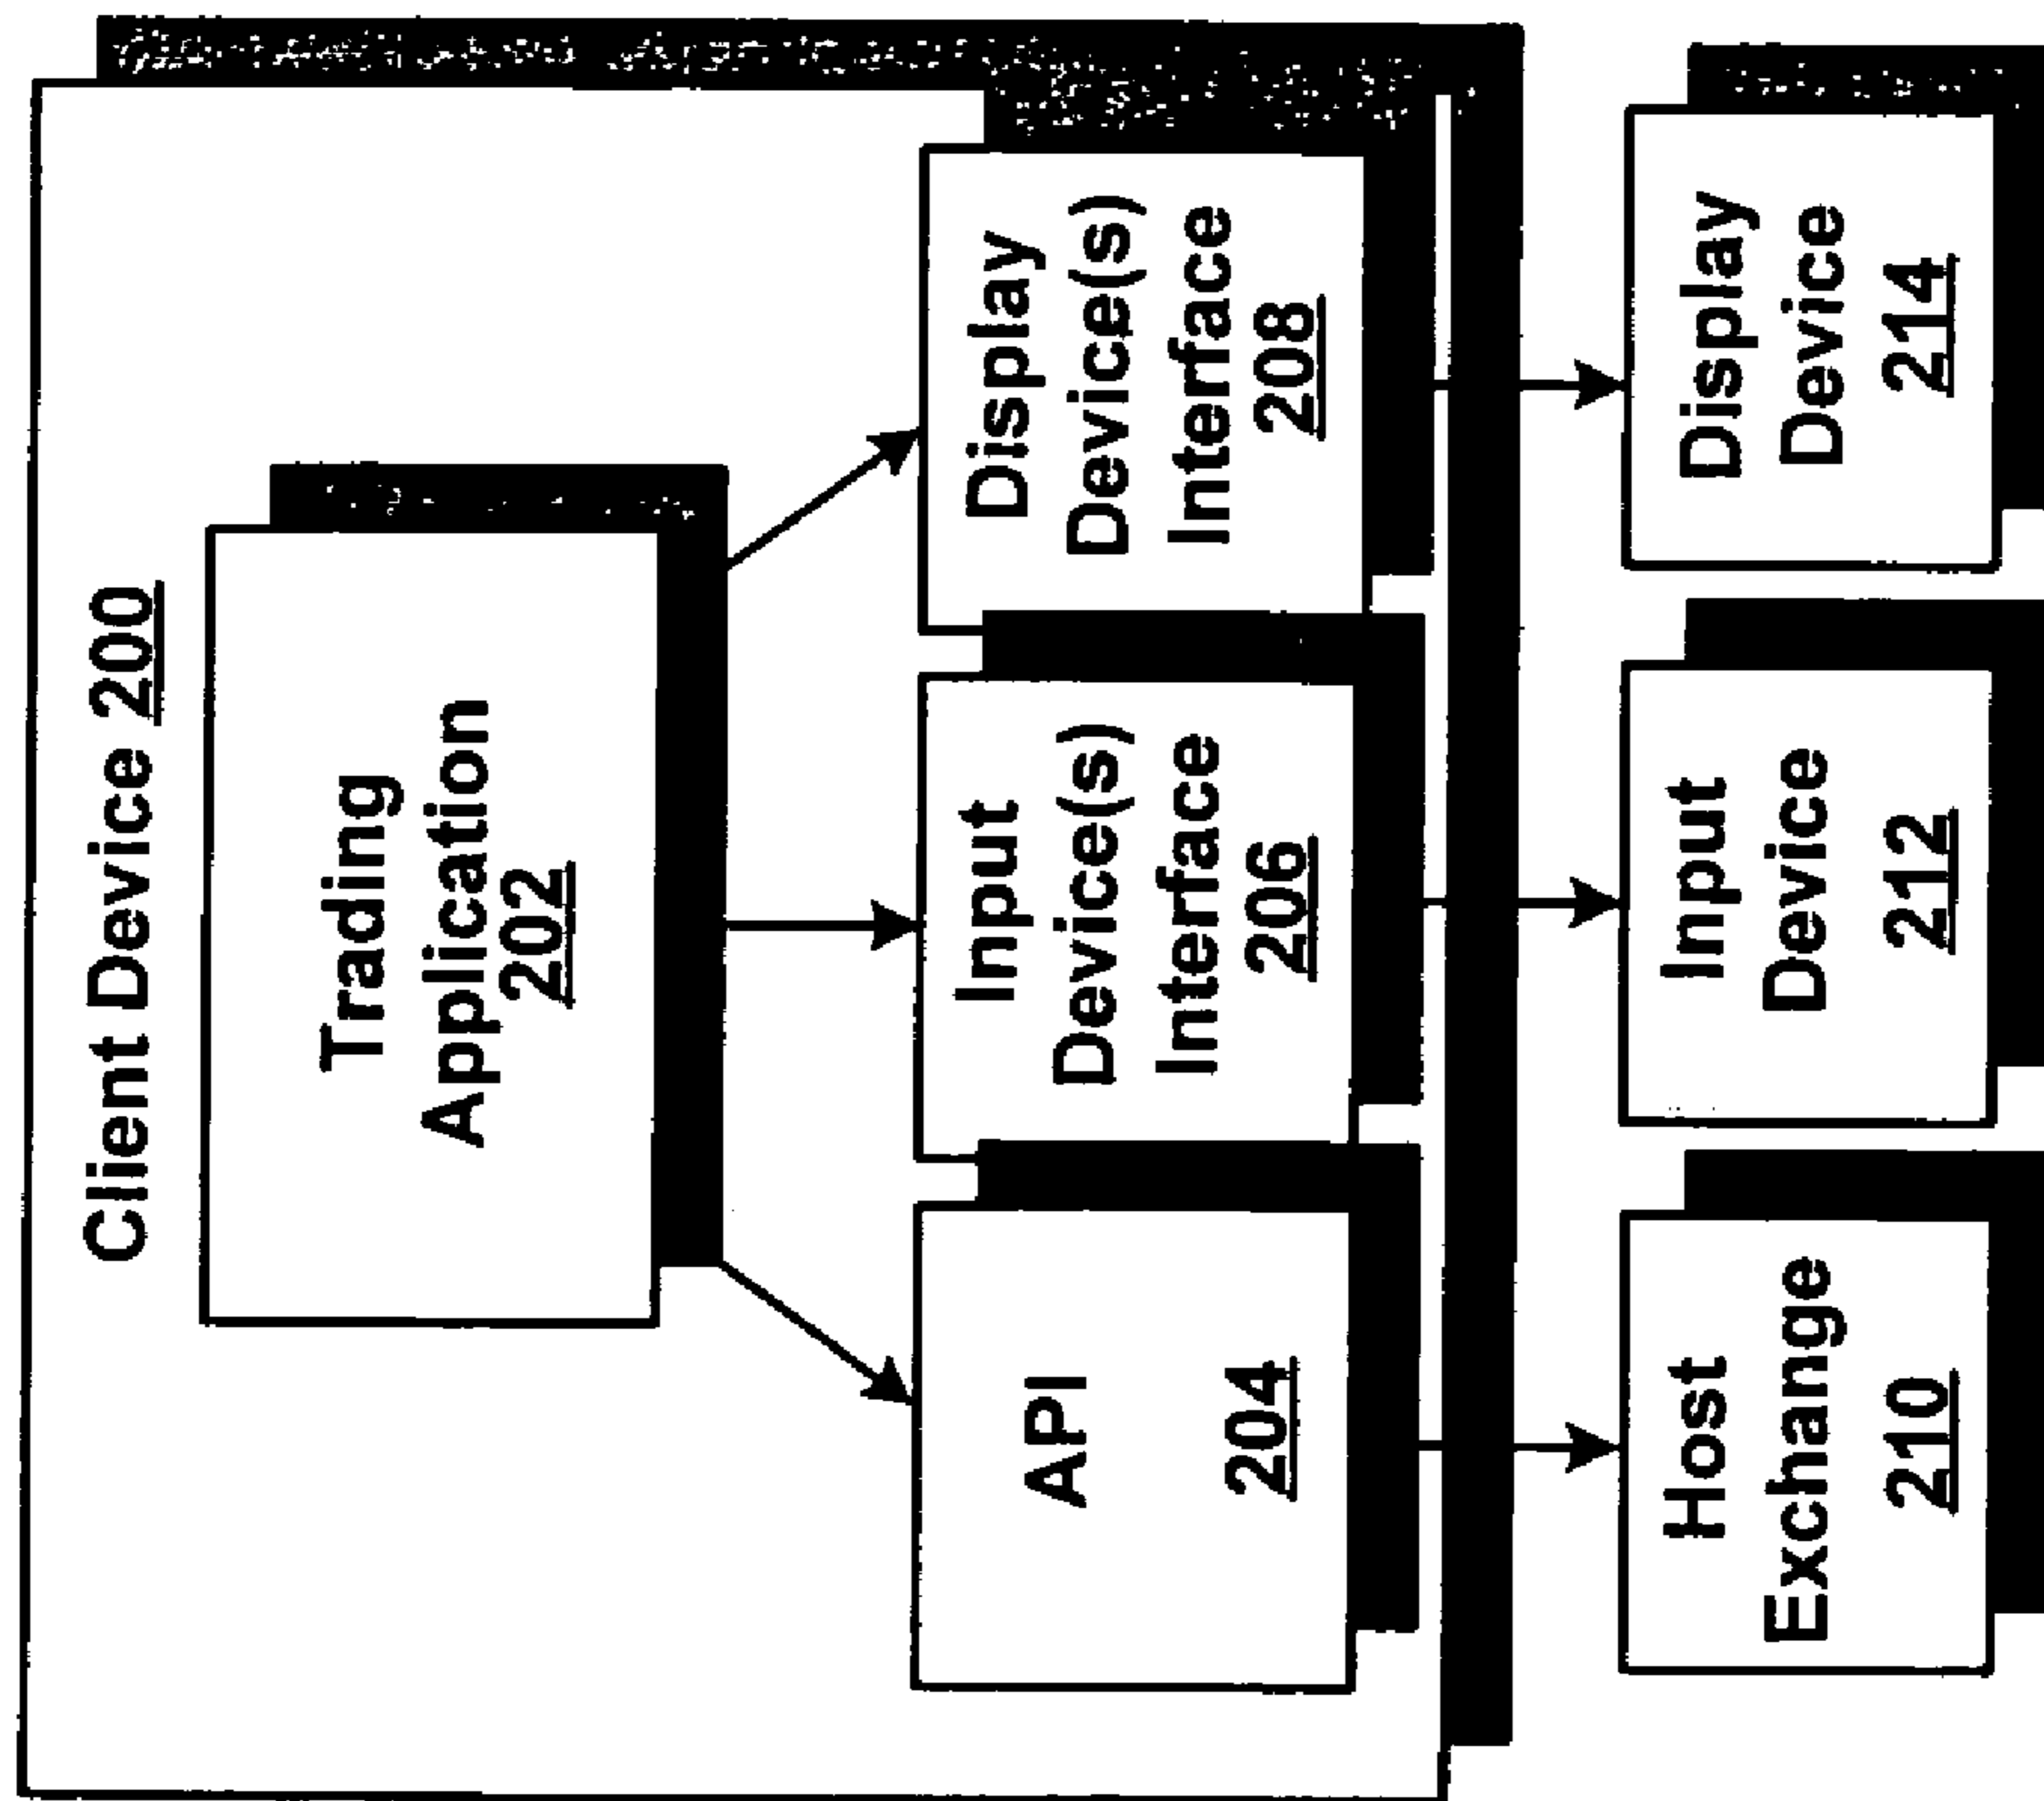 Client Device 200
Trading
Application
202
API
204
Input
Device(s)
Interface
206
Display
Device(s)
Interface
208
Host
Exchange
210
Input
Device
212
Display
Device
214